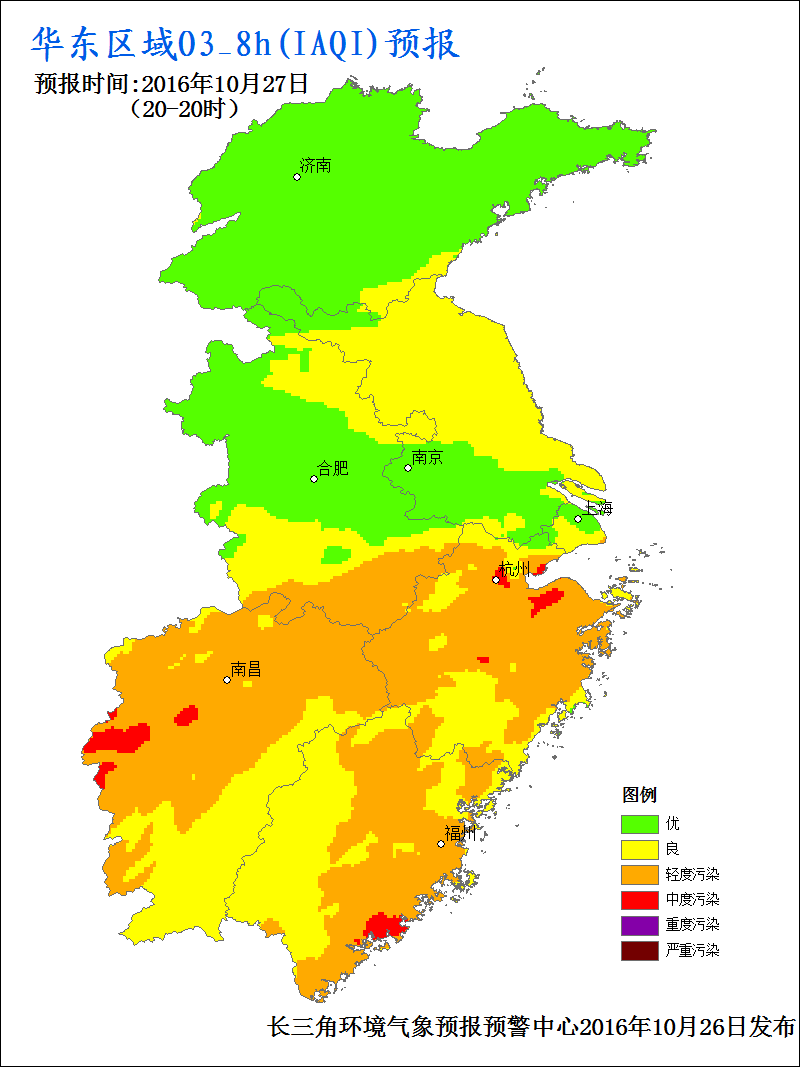 华东区域O3_8h(IAQI)预报
预报时间:2016年10月27日
(20-20时)
济南
合肥
南京
上海
杭州
南昌
福州
图例
优
良
轻度污染
中度污染
重度污染
严重污染
长三角环境气象预报预警中心2016年10月26日发布